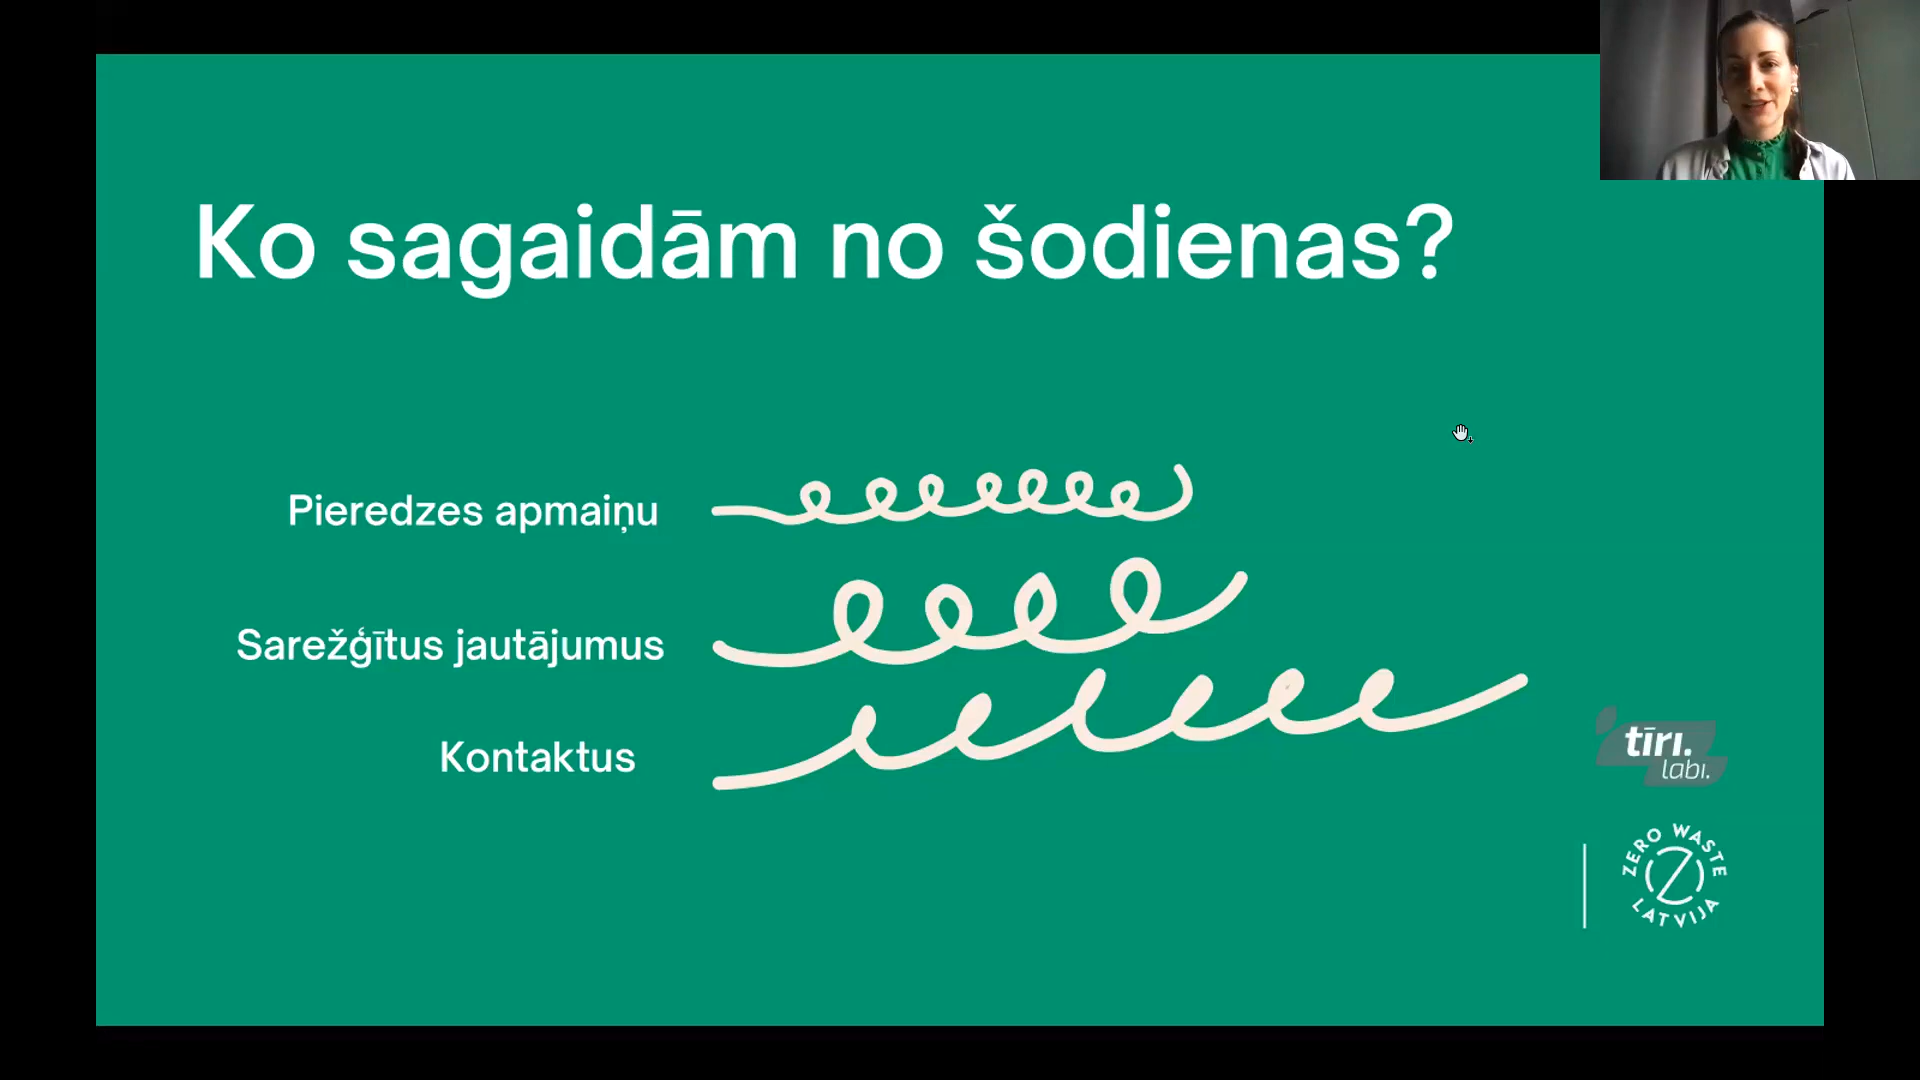 Ko sagaidām no šodienas?
Pieredzes apmaiņu
Sarežģītus jautājumus
Kontaktus
tīri.
labi.
ZERO WASTE
LATVIJA